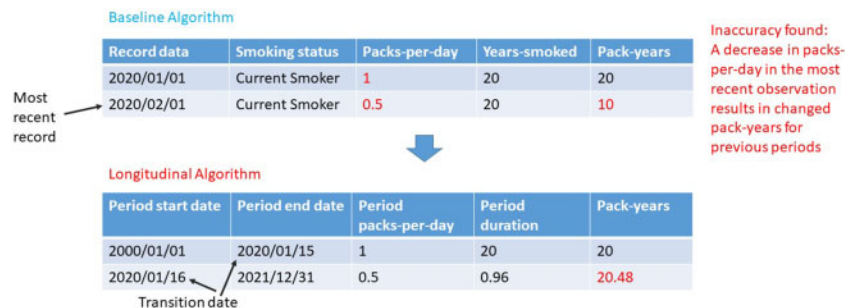 Baseline Algorithm
Record data Smoking status Packs-per-day Years-smoked Pack-years
2020/01/01 Current Smoker 1 20 20
2020/02/01 Current Smoker 0.5 20 10
Most
recent
record
Inaccuracy found:
A decrease in packs-
per-day in the most
recent observation
results in changed
pack-years for
previous periods
Longitudinal Algorithm
Period start date Period end date Period Period Pack-years
packs-per-day duration
2000/01/01 2020/01/15 1 20 20
2020/01/16 2021/12/31 0.5 0.96 20.48
Transition date